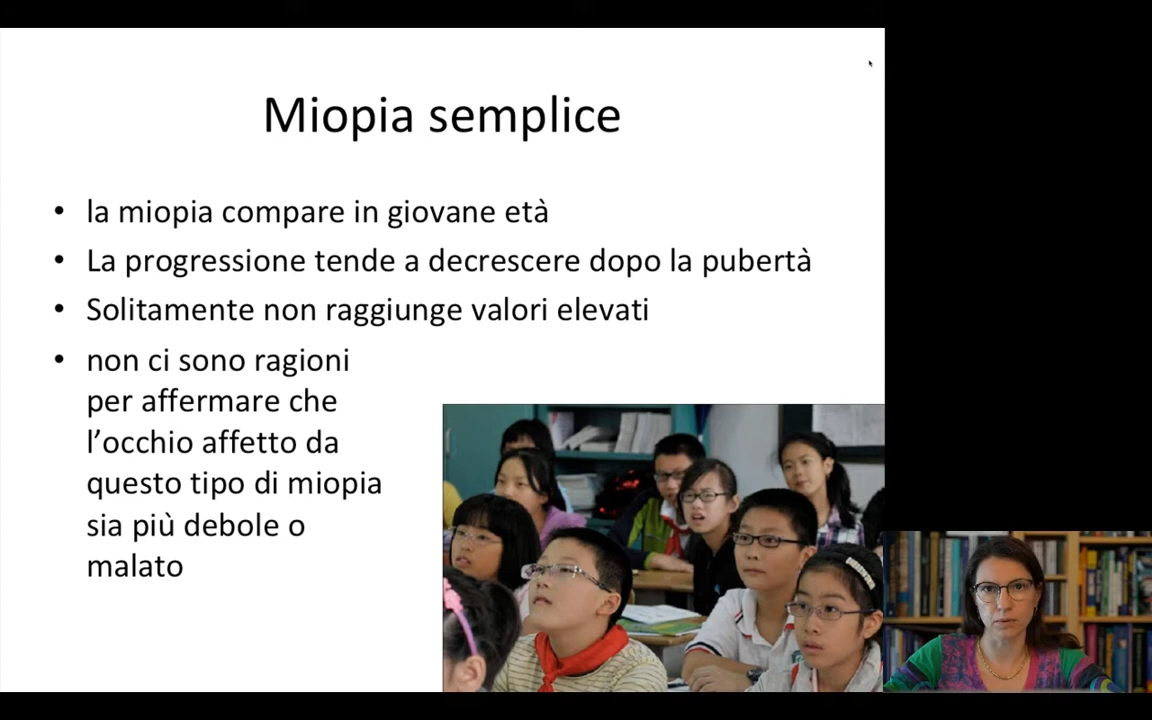 Miopia semplice
• la miopia compare in giovane età
• La progressione tende a decrescere dopo la pubertà
• Solitamente non raggiunge valori elevati
• non ci sono ragioni
per affermare che
l’occhio affetto da
questo tipo di miopia
sia più debole o
malato